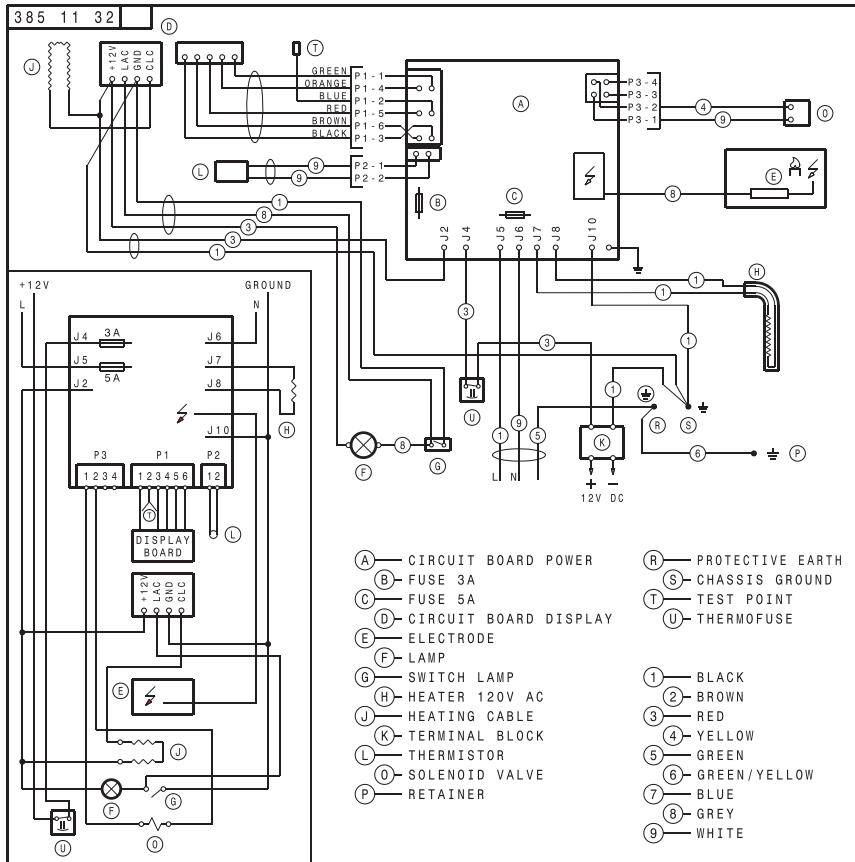 385 11 32
D
J
+12V LAC GND CLC
T
GREEN P1-1
ORANGE P1-4
BLUE P1-2
RED P1-5
BROWN P1-6
BLACK P1-3
A
P3-4
P3-3
P3-2 4 O
P3-1 9
L 9 P2-1
9 P2-2
B C
8 E
1
8
3
3
1
J2 J4 J5 J6 J7 J8 J10
1 H
1
3
3
1
1
U
1 9 5
R S
K
6 P
L N
+ -
12V DC
F 8 G
+12V GROUND
L N
J4 3A J6
J5 J7
5A
J2 J8
H
J10
P3 P1 P2
1234 123456 12
T
L
DISPLAY
BOARD
+12V LAC GND CLC
E
J
F G
U O
A CIRCUIT BOARD POWER
B FUSE 3A
C FUSE 5A
D CIRCUIT BOARD DISPLAY
E ELECTRODE
F LAMP
G SWITCH LAMP
H HEATER 120V AC
J HEATING CABLE
K TERMINAL BLOCK
L THERMISTOR
O SOLENOID VALVE
P RETAINER
R PROTECTIVE EARTH
S CHASSIS GROUND
T TEST POINT
U THERMOFUSE
1 BLACK
2 BROWN
3 RED
4 YELLOW
5 GREEN
6 GREEN/YELLOW
7 BLUE
8 GREY
9 WHITE